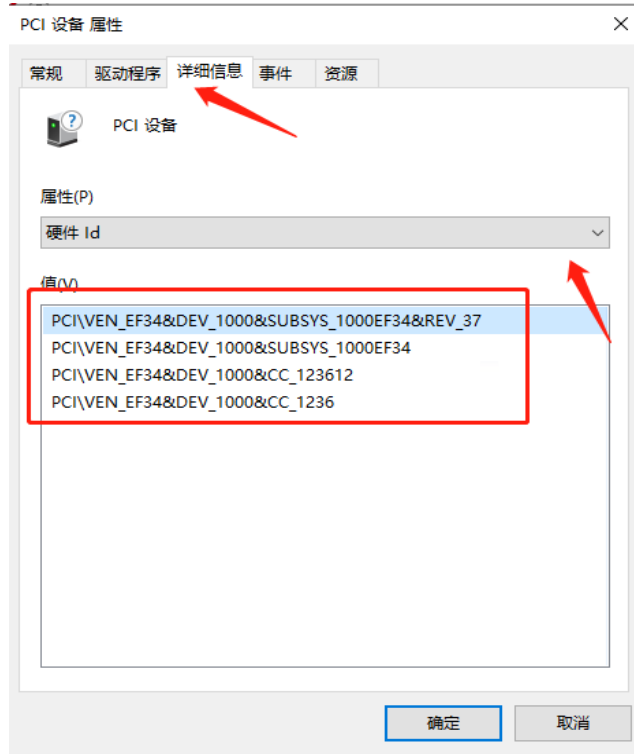 PCI 设备 属性
常规 驱动程序 详细信息 事件 资源
PCI 设备
属性(P)
硬件 Id
值(V)
PCI\VEN_EF34&DEV_1000&SUBSYS_1000EF34&REV_37
PCI\VEN_EF34&DEV_1000&SUBSYS_1000EF34
PCI\VEN_EF34&DEV_1000&CC_123612
PCI\VEN_EF34&DEV_1000&CC_1236
确定 取消